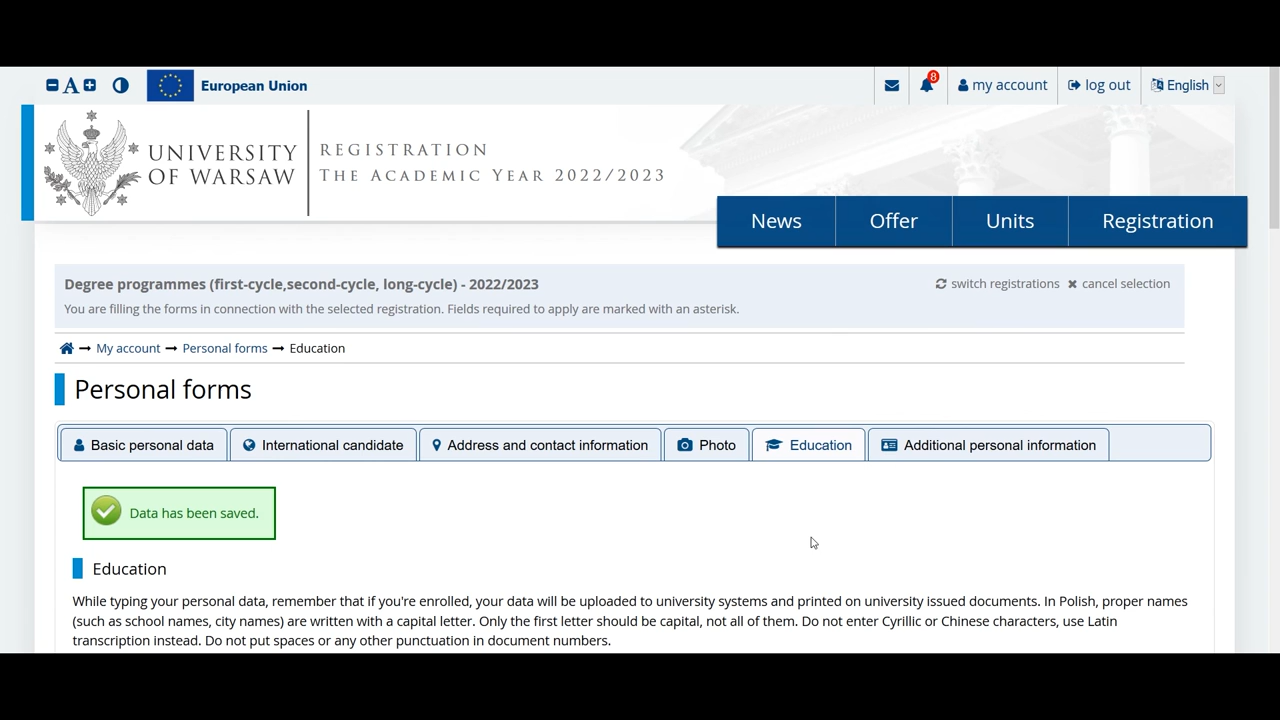 A European Union 8 my account log out English
UNIVERSITY
OF WARSAW
REGISTRATION
THE ACADEMIC YEAR 2022/2023
News Offer Units Registration
Degree programmes (first-cycle,second-cycle, long-cycle) - 2022/2023 switch registrations cancel selection
You are filling the forms in connection with the selected registration. Fields required to apply are marked with an asterisk.
My account Personal forms Education
Personal forms
Basic personal data International candidate Address and contact information Photo Education Additional personal information
Data has been saved.
Education
While typing your personal data, remember that if you're enrolled, your data will be uploaded to university systems and printed on university issued documents. In Polish, proper names
(such as school names, city names) are written with a capital letter. Only the first letter should be capital, not all of them. Do not enter Cyrillic or Chinese characters, use Latin
transcription instead. Do not put spaces or any other punctuation in document numbers.